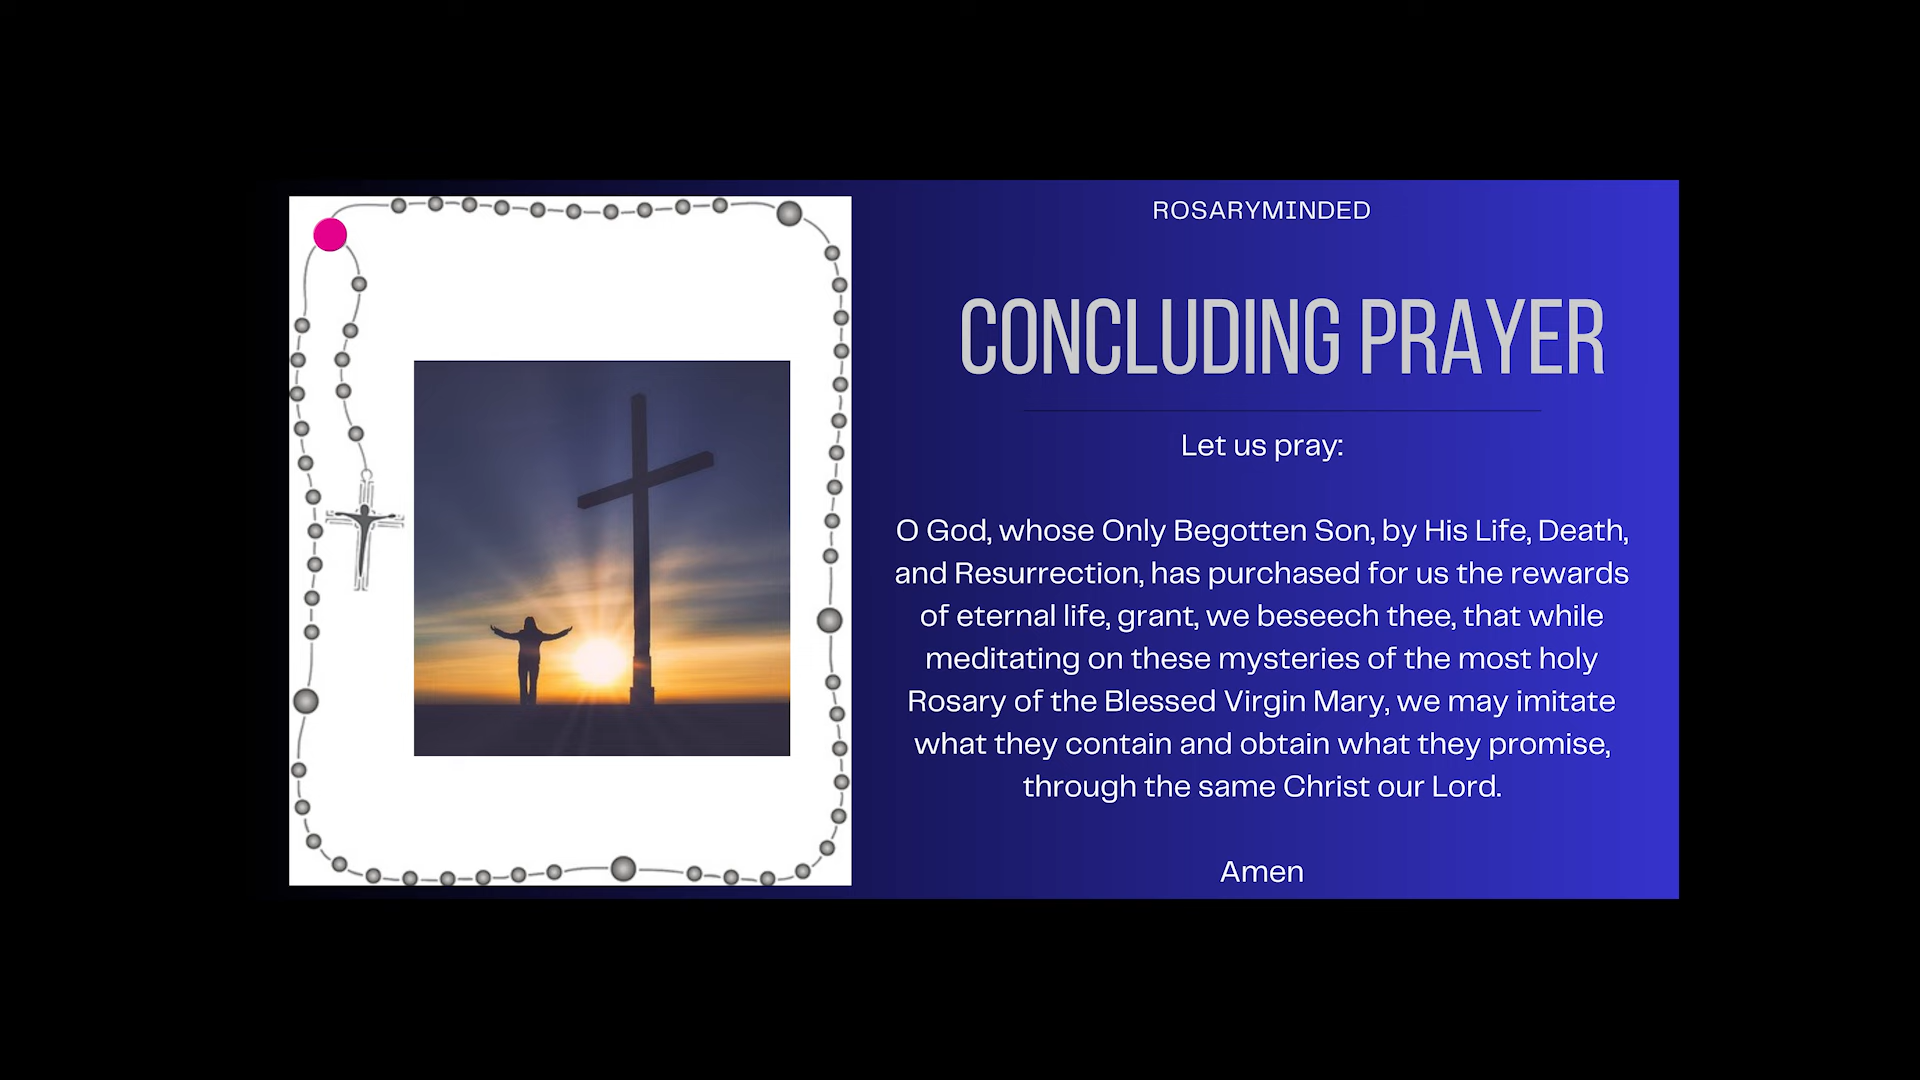 ROSARYMINDED
CONCLUDING PRAYER
Let us pray:
O God, whose Only Begotten Son, by His Life, Death,
and Resurrection, has purchased for us the rewards
of eternal life, grant, we beseech thee, that while
meditating on these mysteries of the most holy
Rosary of the Blessed Virgin Mary, we may imitate
what they contain and obtain what they promise,
through the same Christ our Lord.
Amen